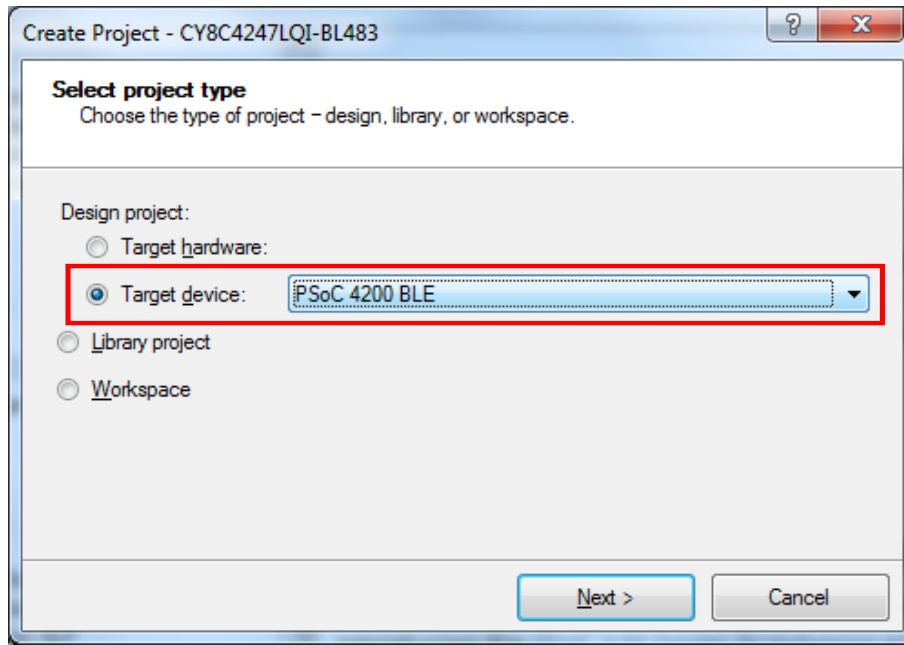 Create Project - CY8C4247LQI-BL483
Select project type
Choose the type of project – design, library, or workspace.
Design project:
Target hardware:
Target device: PSoC 4200 BLE
Library project
Workspace
Next > Cancel